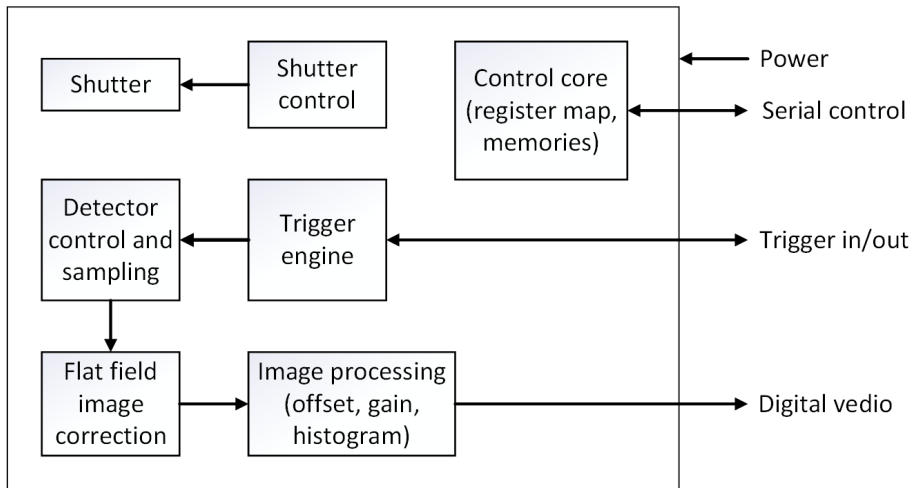 Shutter
Shutter
control
Control core
(register map,
memories)
Power
Serial control
Detector
control and
sampling
Trigger
engine
Trigger in/out
Flat field
image
correction
Image processing
(offset, gain,
histogram)
Digital vedio